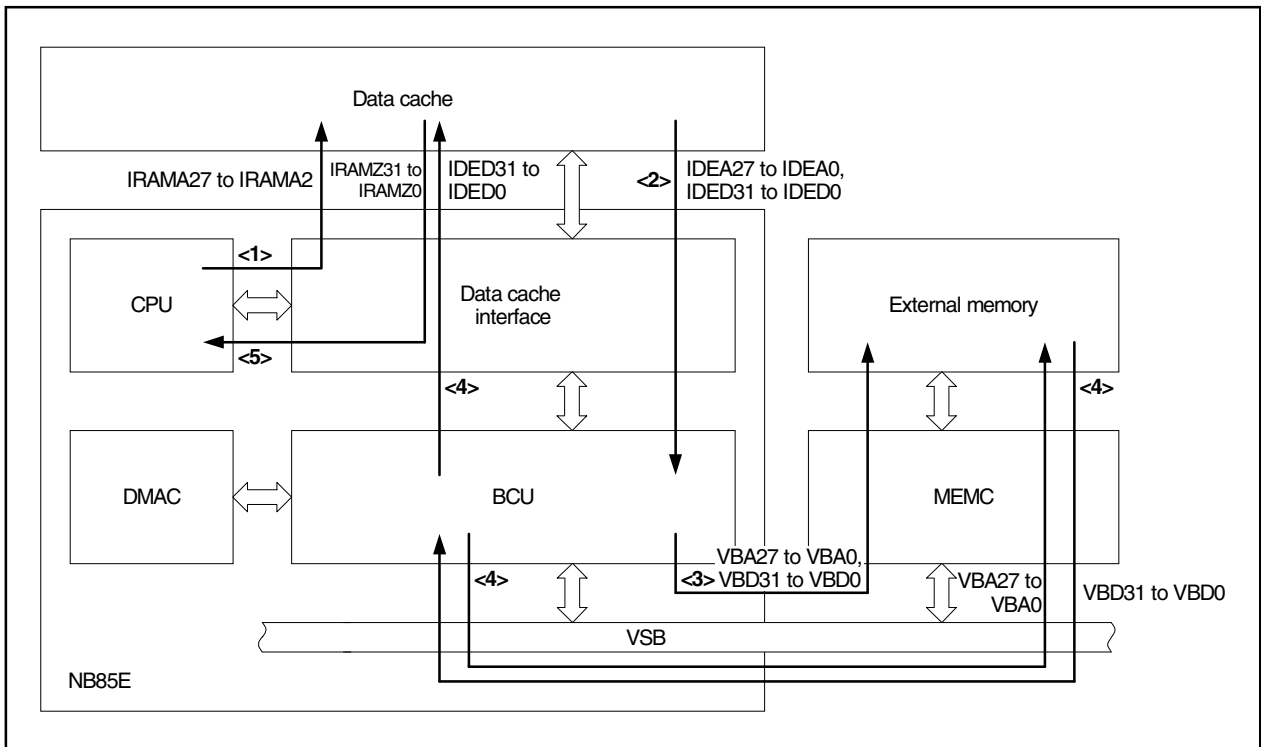 Data cache
IRAMA27 to IRAMA2
IRAMZ31 to
IRAMZ0
IDED31 to
IDED0
<2>
IDEA27 to IDEA0,
IDED31 to IDED0
<1>
CPU
<5>
Data cache
interface
External memory
<4>
<4>
DMAC
BCU
MEMC
<4>
<3>
VBA27 to VBA0,
VBD31 to VBD0
VBA27 to
VBA0
VBD31 to VBD0
VSB
NB85E